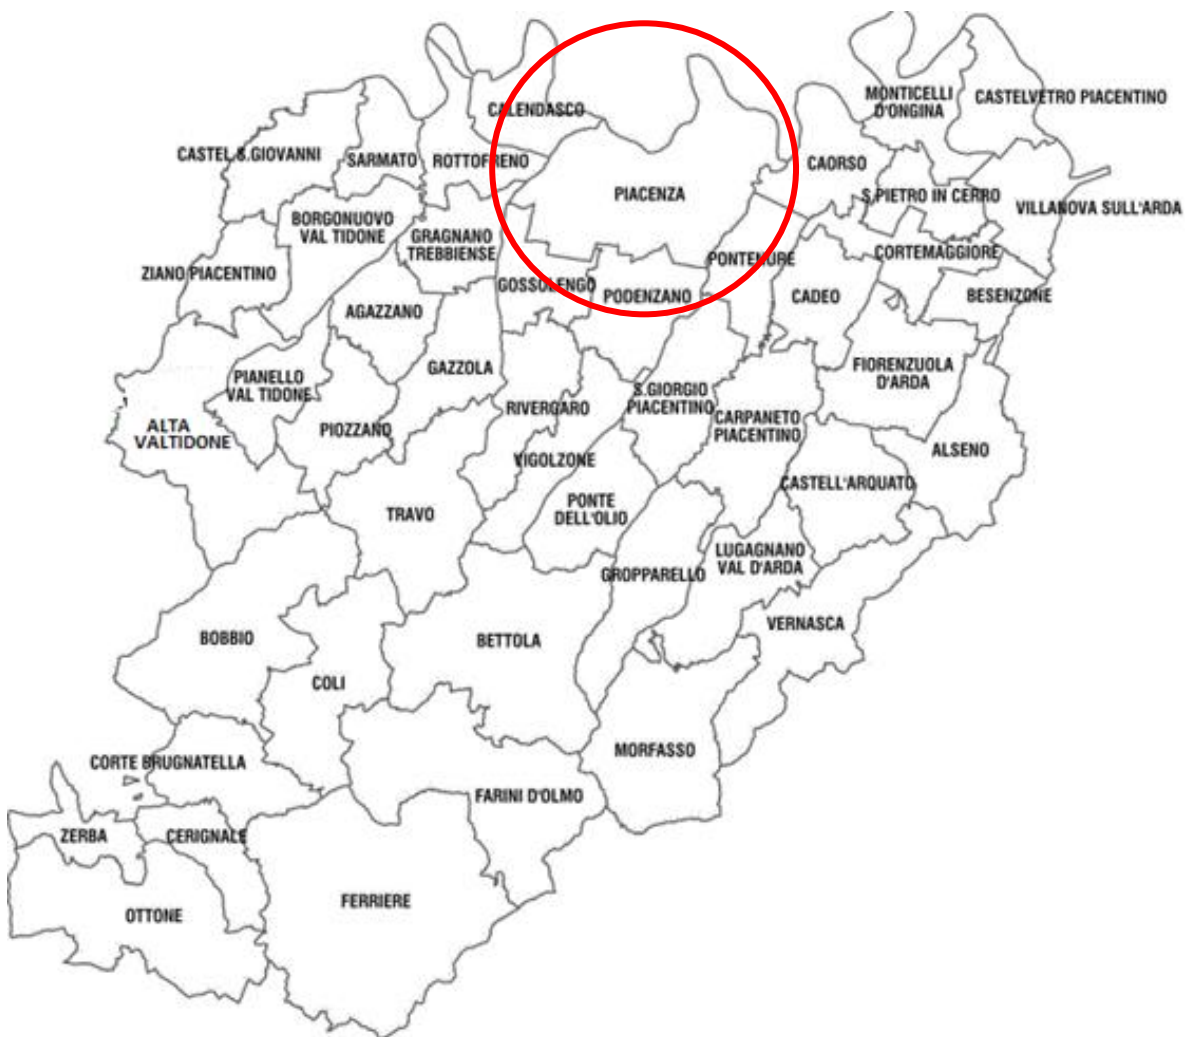 MONTICELLI
D'ONGINA
CASTELVETRO PIACENTINO
CALENDASCO
CASTEL S.GIOVANNI
SARMATO
ROTTOFRENO
CAORSO
PIACENZA
S.PIETRO IN CERRO
VILLANOVA SULL'ARDA
BORGONUOVO
VAL TIDONE
GRAGNANO
TREBBIENSE
ZIANO PIACENTINO
PONTENURE
CORTEMAGGIORE
GOSSOLENGO
PODENZANO
CADEO
BESENZONE
AGAZZANO
PIANELLO
VAL TIDONE
GAZZOLA
FIORENZUOLA
D'ARDA
S.GIORGIO
PIACENTINO
RIVERGARO
ALTA
VALTIDONE
PIOZZANO
CARPANETO
PIACENTINO
ALSENO
VIGOLZONE
CASTELL'ARQUATO
TRAVO
PONTE
DELL'OLIO
LUGAGNANO
VAL D'ARDA
GROPPARELLO
VERNASCA
BOBBIO
BETTOLA
COLI
MORFASSO
CORTE BRUGNATELLA
FARINI D'OLMO
ZERBA
CERIGNALE
FERRIERE
OTTONE